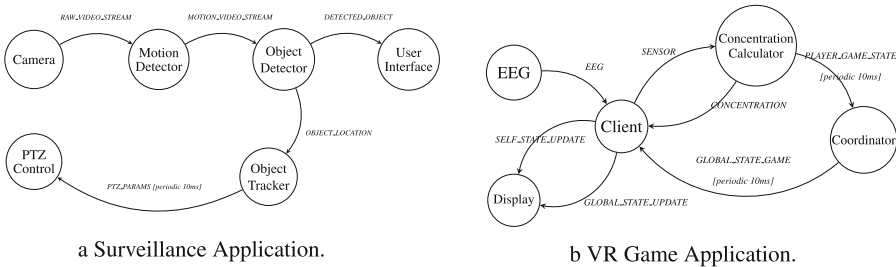 RAW_VIDEO_STREAM
MOTION_VIDEO_STREAM
DETECTED_OBJECT
Camera
Motion
Detector
Object
Detector
User
Interface
OBJECT_LOCATION
PTZ
Control
PTZ_PARAMS [periodic 10ms]
Object
Tracker
a Surveillance Application.
EEG
EEG
SENSOR
Concentration
Calculator
PLAYER_GAME_STATE
[periodic 10ms]
CONCENTRATION
Client
SELF_STATE_UPDATE
GLOBAL_STATE_GAME
[periodic 10ms]
Coordinator
Display
GLOBAL_STATE_UPDATE
b VR Game Application.